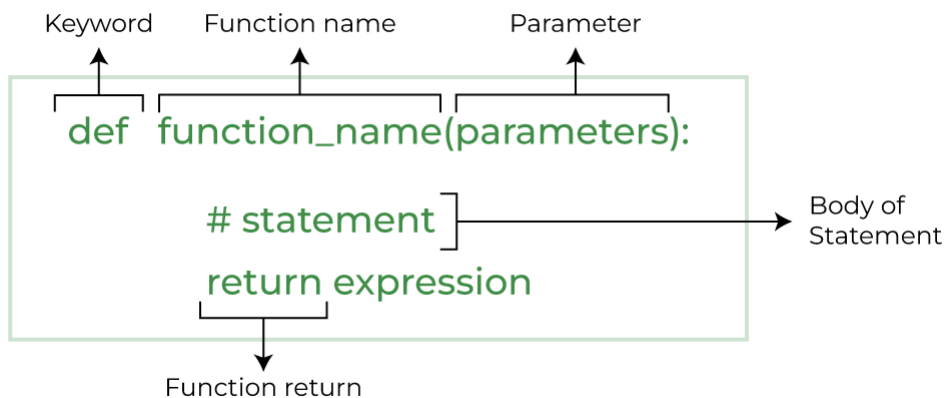 Keyword Function name Parameter
def function_name(parameters):
# statement
Body of
Statement
return expression
Function return